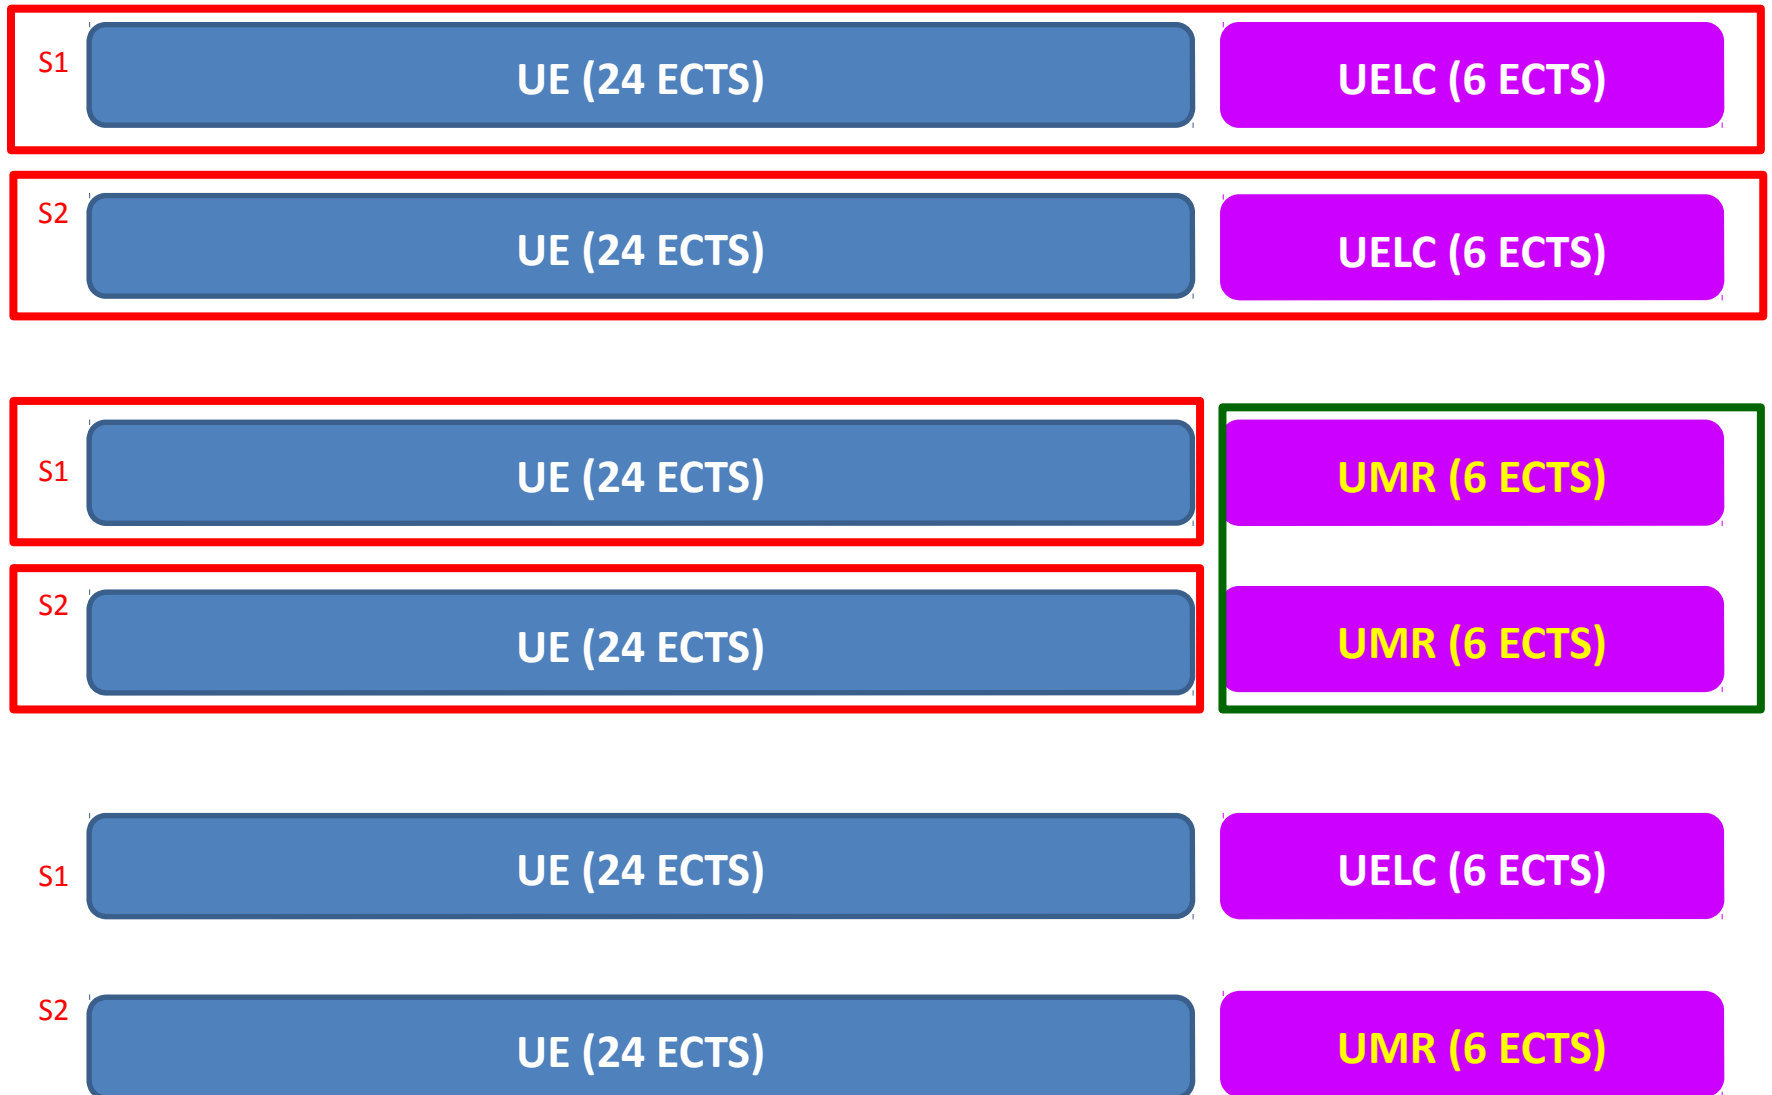 S1
UE (24 ECTS)
UELC (6 ECTS)
S2
UE (24 ECTS)
UELC (6 ECTS)
S1
UE (24 ECTS)
UMR (6 ECTS)
S2
UE (24 ECTS)
UMR (6 ECTS)
S1
UE (24 ECTS)
UELC (6 ECTS)
S2
UE (24 ECTS)
UMR (6 ECTS)